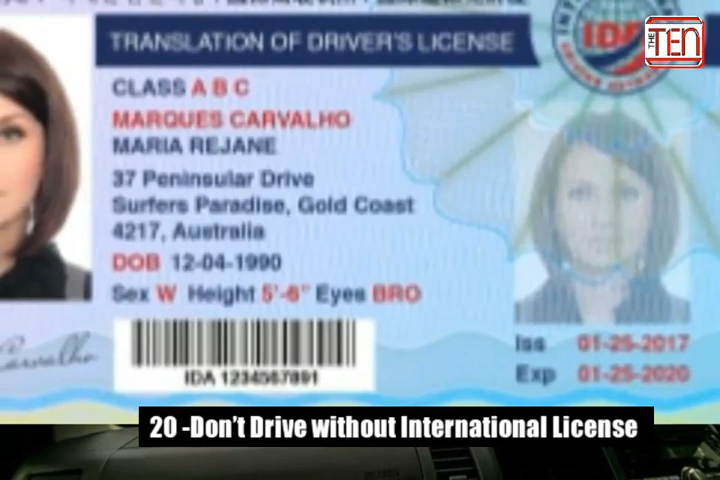 TRANSLATION OF DRIVER'S LICENSE
IDA
THE TEN
CLASS A B C
MARQUES CARVALHO
MARIA REJANE
37 Peninsular Drive
Surfers Paradise, Gold Coast
4217, Australia
DOB 12-04-1990
Sex W Height 5'-6" Eyes BRO
Carvalho
IDA 1234567891
Iss 01-25-2017
Exp 01-25-2020
20 -Don't Drive without International License